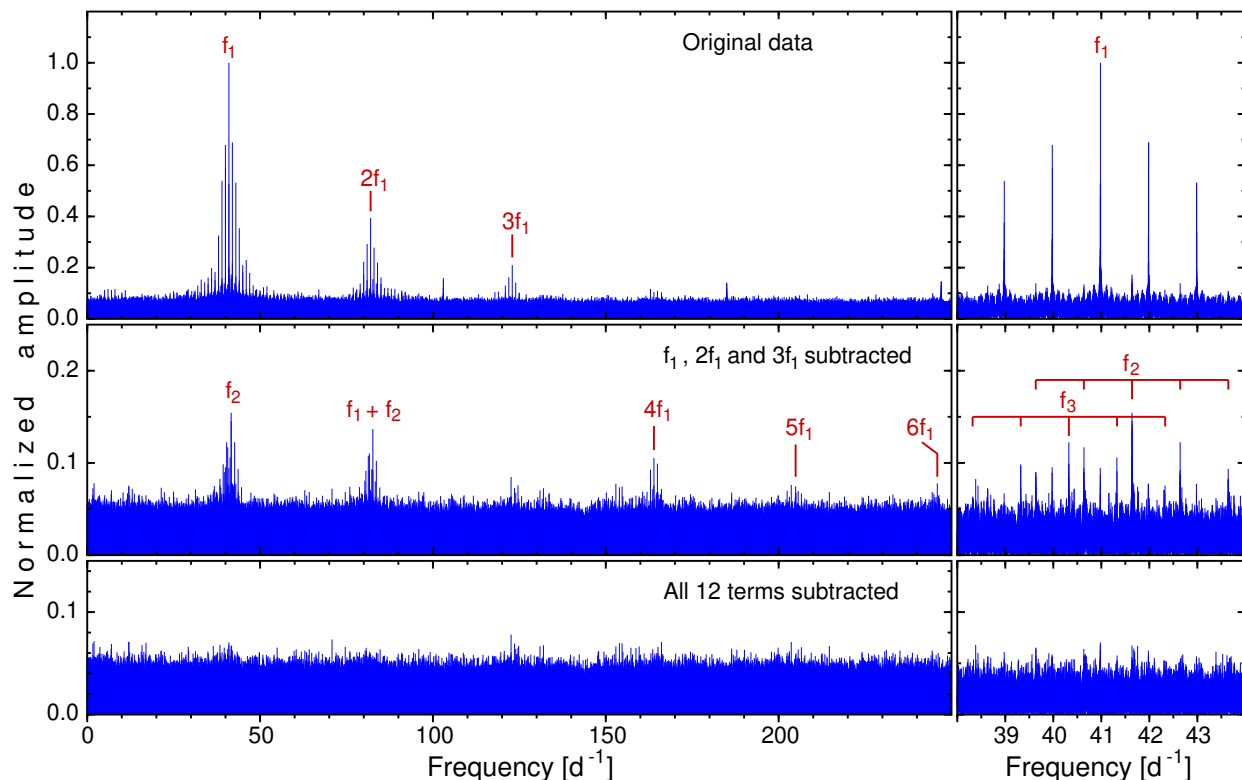 Original data
f₁
2f₁
3f₁
1.0
0.8
0.6
0.4
0.2
0.0
f₁
f₁ , 2f₁ and 3f₁ subtracted
f₂
f₁ + f₂
4f₁
5f₁
6f₁
0.2
0.1
0.0
f₂
f₃
All 12 terms subtracted
0.1
0.0
Normalized amplitude
0 50 100 150 200
39 40 41 42 43
Frequency [d⁻¹]
Frequency [d⁻¹]